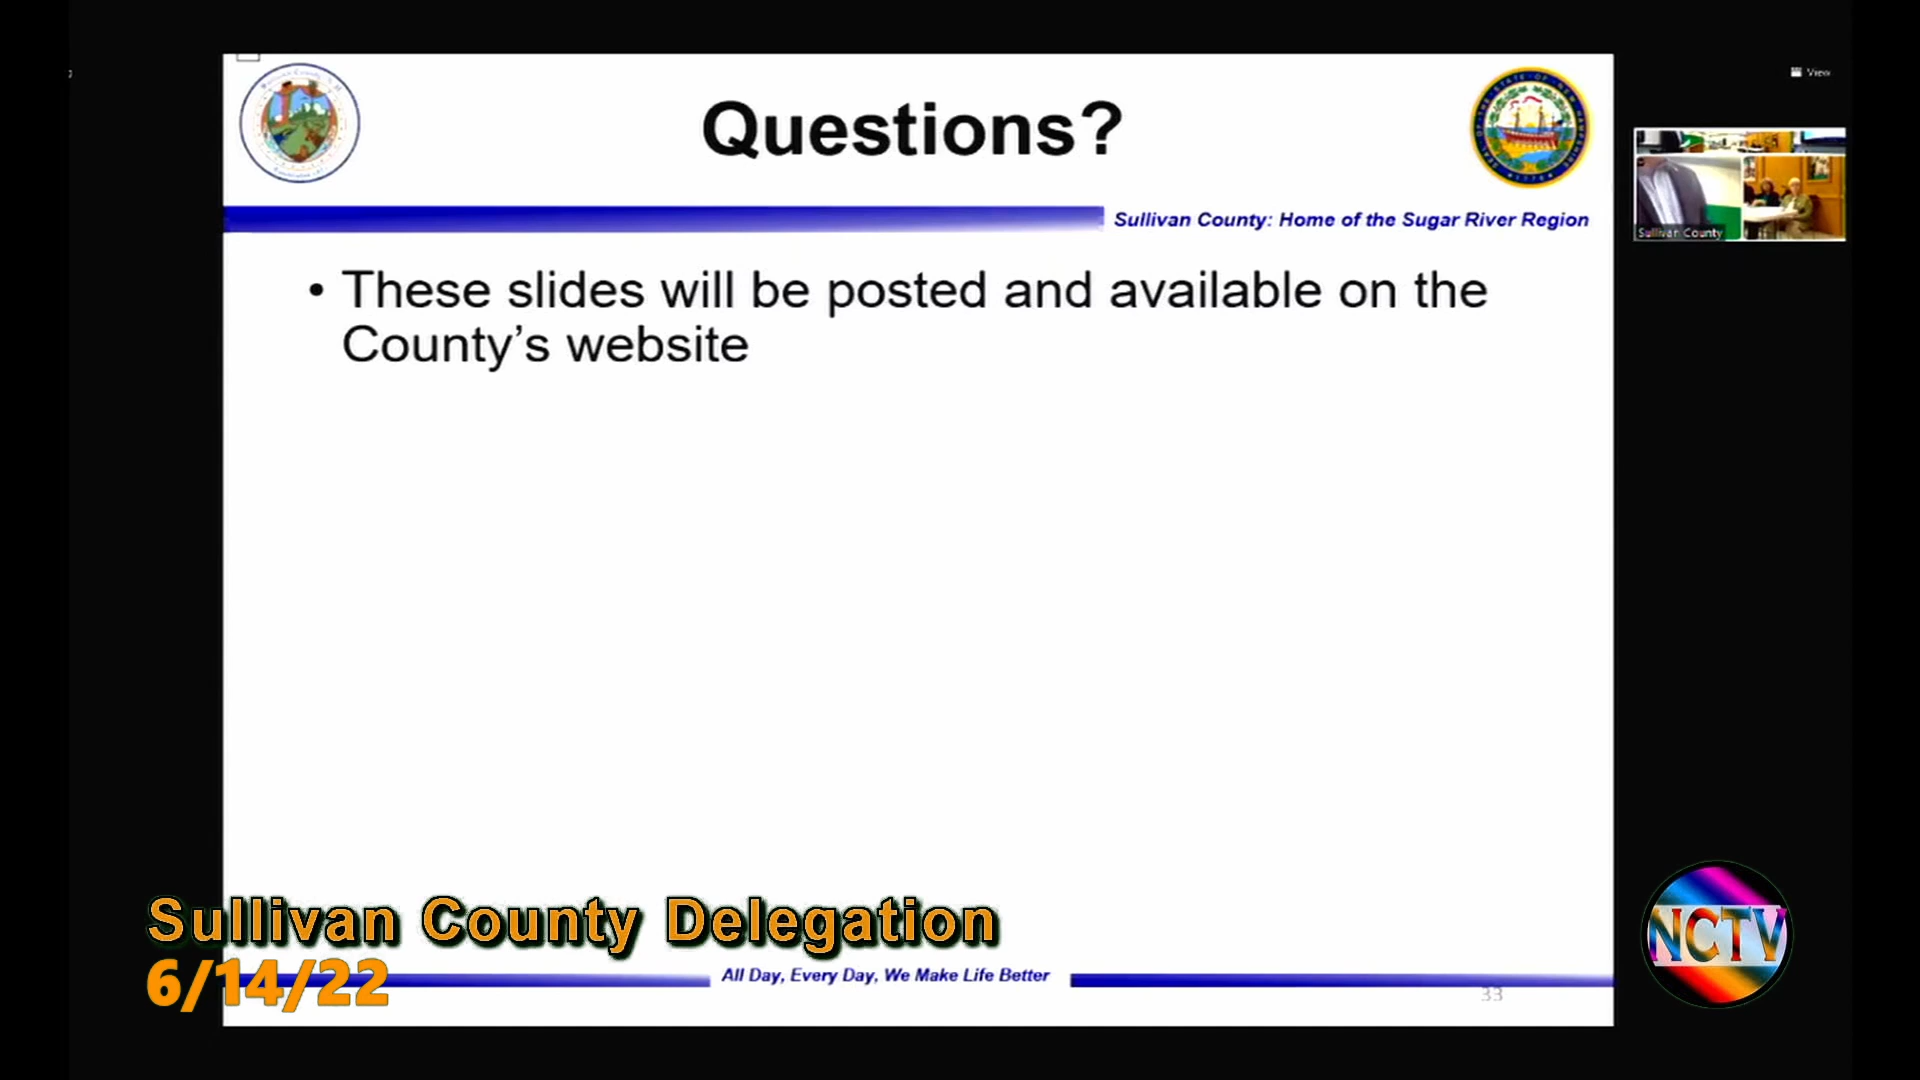 View
Questions?
Sullivan County: Home of the Sugar River Region
Sullivan County
• These slides will be posted and available on the
County’s website
Sullivan County Delegation
NCTV
All Day, Every Day, We Make Life Better
6/14/22
33